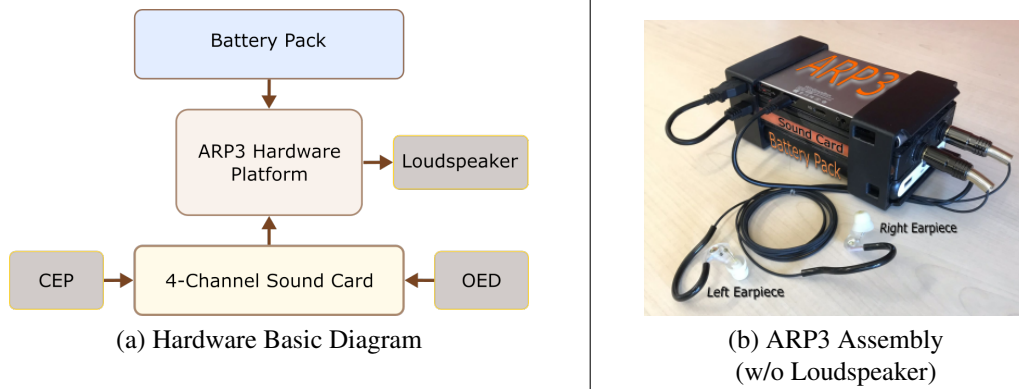 Battery Pack
ARP3 Hardware
Platform
Loudspeaker
CEP
4-Channel Sound Card
OED
(a) Hardware Basic Diagram
ARP3
Sound Card
Battery Pack
Right Earpiece
Left Earpiece
(b) ARP3 Assembly
(w/o Loudspeaker)